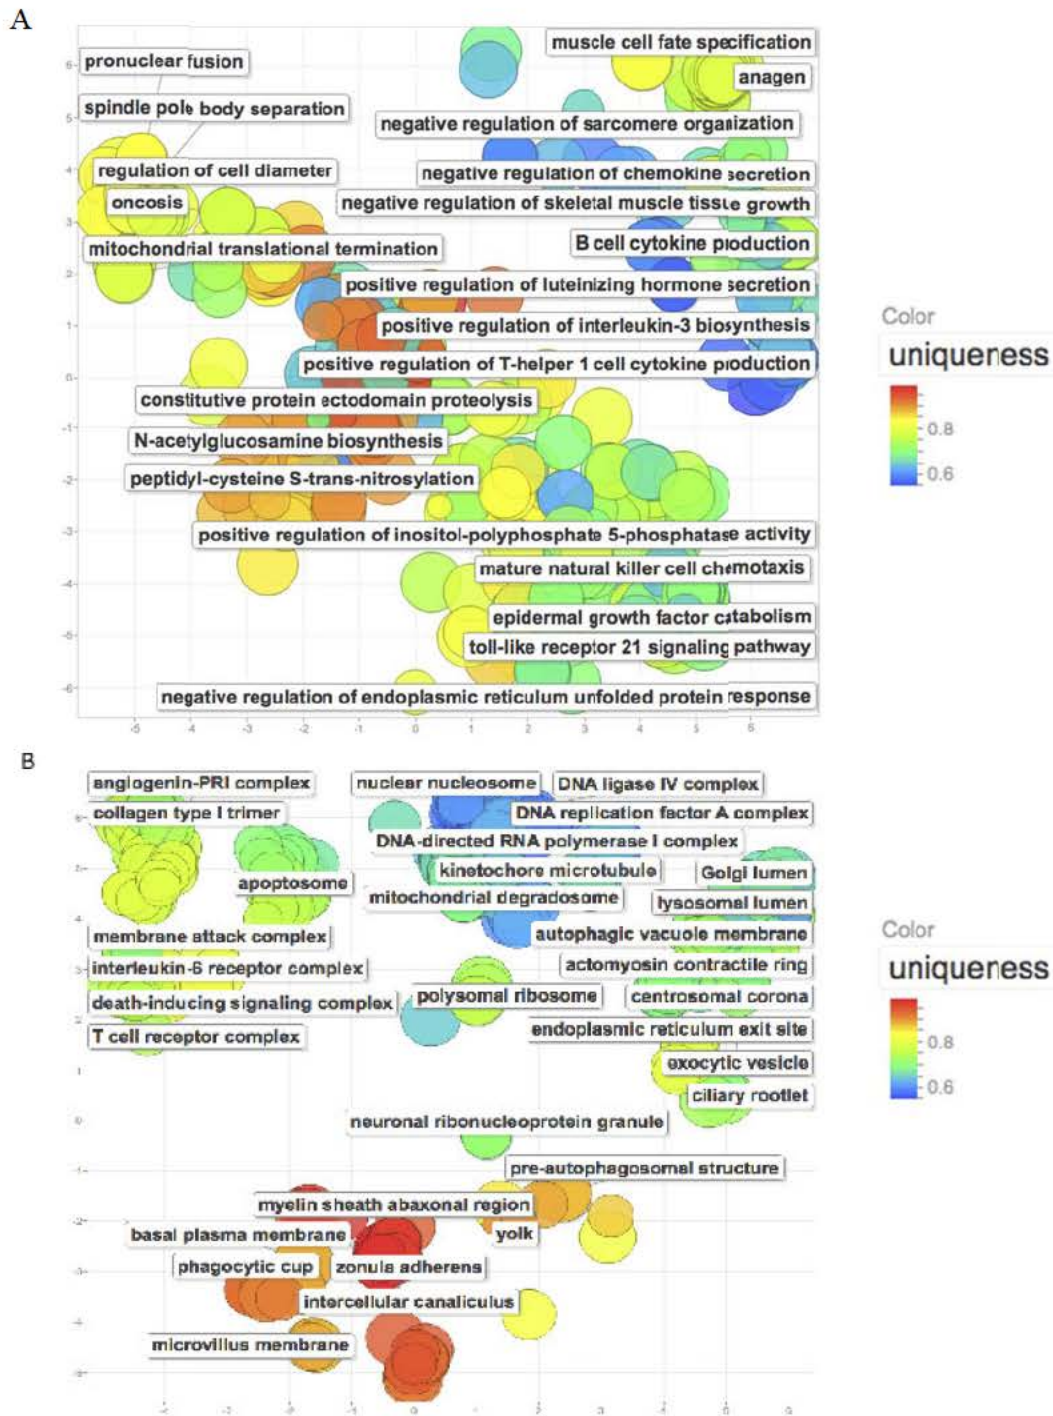 A
muscle cell fate specification
pronuclear fusion
anagen
spindle pole body separation
negative regulation of sarcomere organization
regulation of cell diameter
negative regulation of chemokine secretion
oncosis
negative regulation of skeletal muscle tissue growth
mitochondrial translational termination
B cell cytokine production
positive regulation of luteinizing hormone secretion
positive regulation of interleukin-3 biosynthesis
positive regulation of T-helper 1 cell cytokine production
constitutive protein ectodomain proteolysis
N-acetylglucosamine biosynthesis
peptidyl-cysteine S-trans-nitrosylation
positive regulation of inositol-polyphosphate 5-phosphatase activity
mature natural killer cell chemotaxis
epidermal growth factor catabolism
toll-like receptor 21 signaling pathway
negative regulation of endoplasmic reticulum unfolded protein response
Color
uniqueness
0.8
0.6
B
angiogenin-PRI complex
nuclear nucleosome
DNA ligase IV complex
collagen type I trimer
DNA replication factor A complex
DNA-directed RNA polymerase I complex
kinetochore microtubule
Golgi lumen
apoptosome
mitochondrial degradosome
lysosomal lumen
membrane attack complex
autophagic vacuole membrane
interleukin-6 receptor complex
actomyosin contractile ring
death-inducing signaling complex
polysomal ribosome
centrosomal corona
T cell receptor complex
endoplasmic reticulum exit site
exocytic vesicle
ciliary rootlet
neuronal ribonucleoprotein granule
pre-autophagosomal structure
myelin sheath abaxonal region
basal plasma membrane
yolk
phagocytic cup
zonula adherens
intercellular canaliculus
microvillus membrane
Color
uniqueness
0.8
0.6